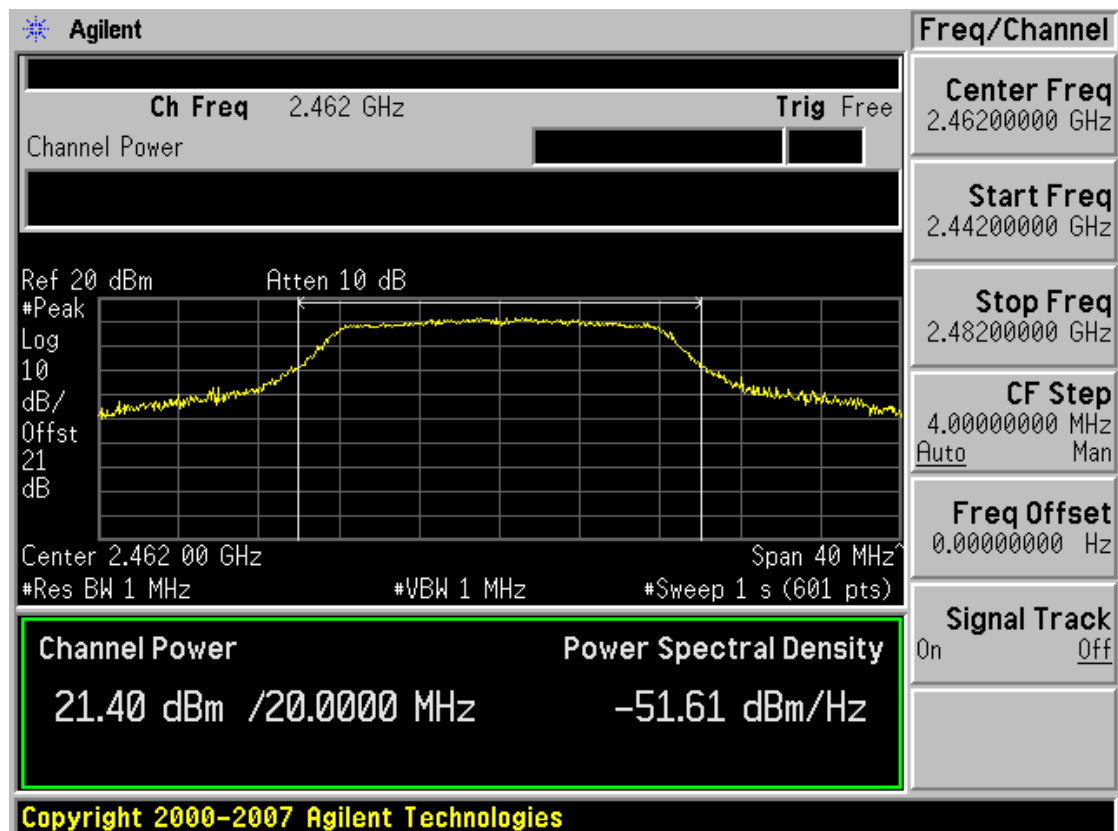 Agilent
Ch Freq 2.462 GHz Trig Free
Channel Power
Ref 20 dBm Atten 10 dB
#Peak
Log
10
dB/
Offst
21
dB
Center 2.462 00 GHz Span 40 MHz^
#Res BW 1 MHz #VBW 1 MHz #Sweep 1 s (601 pts)
Channel Power Power Spectral Density
21.40 dBm /20.0000 MHz -51.61 dBm/Hz
Copyright 2000-2007 Agilent Technologies
Freq/Channel
Center Freq
2.46200000 GHz
Start Freq
2.44200000 GHz
Stop Freq
2.48200000 GHz
CF Step
4.00000000 MHz
Auto Man
Freq Offset
0.00000000 Hz
Signal Track
On Off